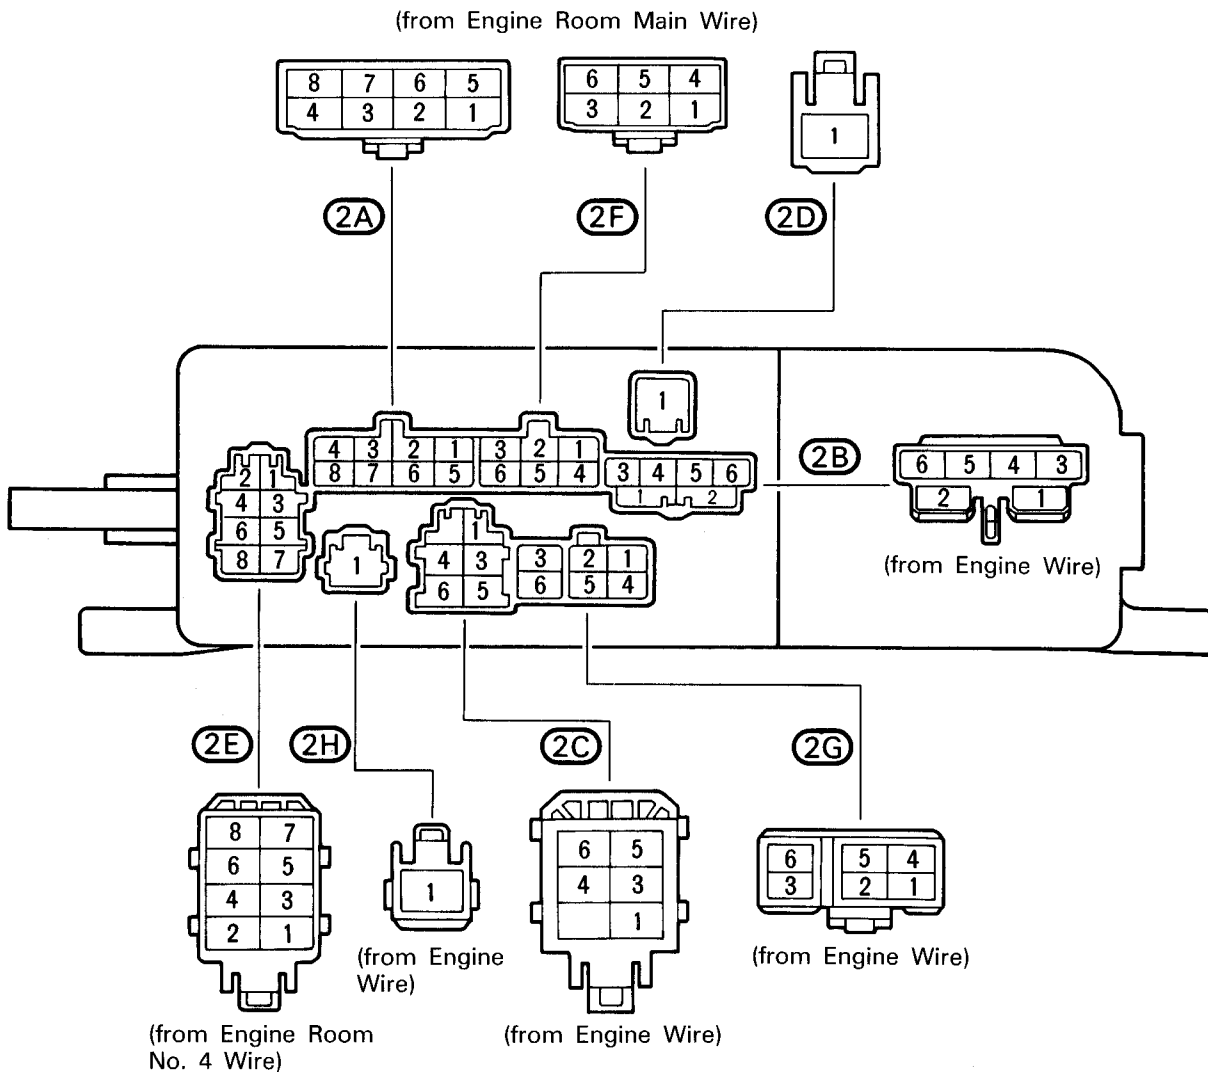 (from Engine Room Main Wire)
8 7 6 5
4 3 2 1
6 5 4
3 2 1
1
2A
2F
2D
1
4 3 2 1
8 7 6 5
3 2 1
6 5 4
3 4 5 6
1 2
2B
6 5 4 3
2 1
(from Engine Wire)
2 1
4 3
6 5
8 7
1
1
4 3
6 5
3 2 1
6 5 4
2E
2H
2C
2G
8 7
6 5
4 3
2 1
(from Engine Room
No. 4 Wire)
1
(from Engine
Wire)
6 5
4 3
1
(from Engine Wire)
6 5 4
3 2 1
(from Engine Wire)